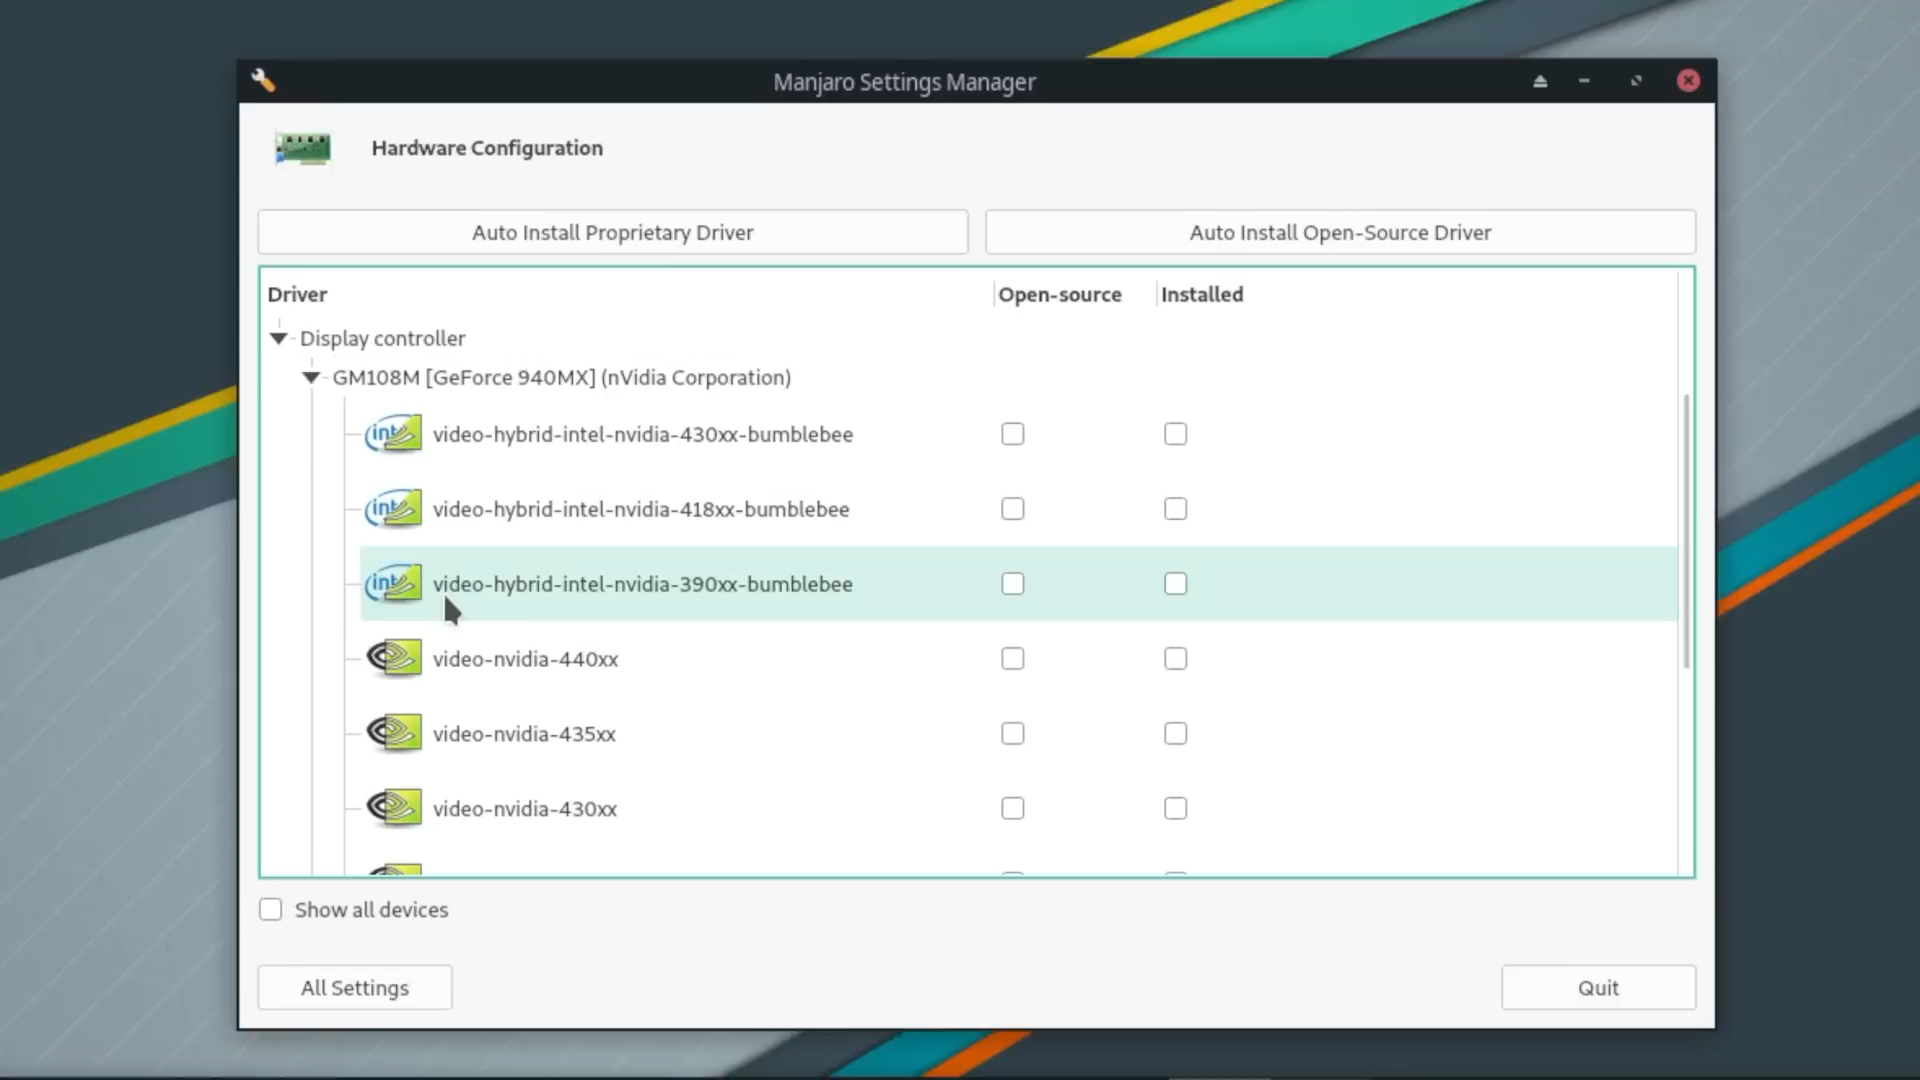 Manjaro Settings Manager
Hardware Configuration
Auto Install Proprietary Driver
Auto Install Open-Source Driver
Driver Open-source Installed
Display controller
GM108M [GeForce 940MX] (nVidia Corporation)
video-hybrid-intel-nvidia-430xx-bumblebee
video-hybrid-intel-nvidia-418xx-bumblebee
video-hybrid-intel-nvidia-390xx-bumblebee
video-nvidia-440xx
video-nvidia-435xx
video-nvidia-430xx
Show all devices
All Settings
Quit